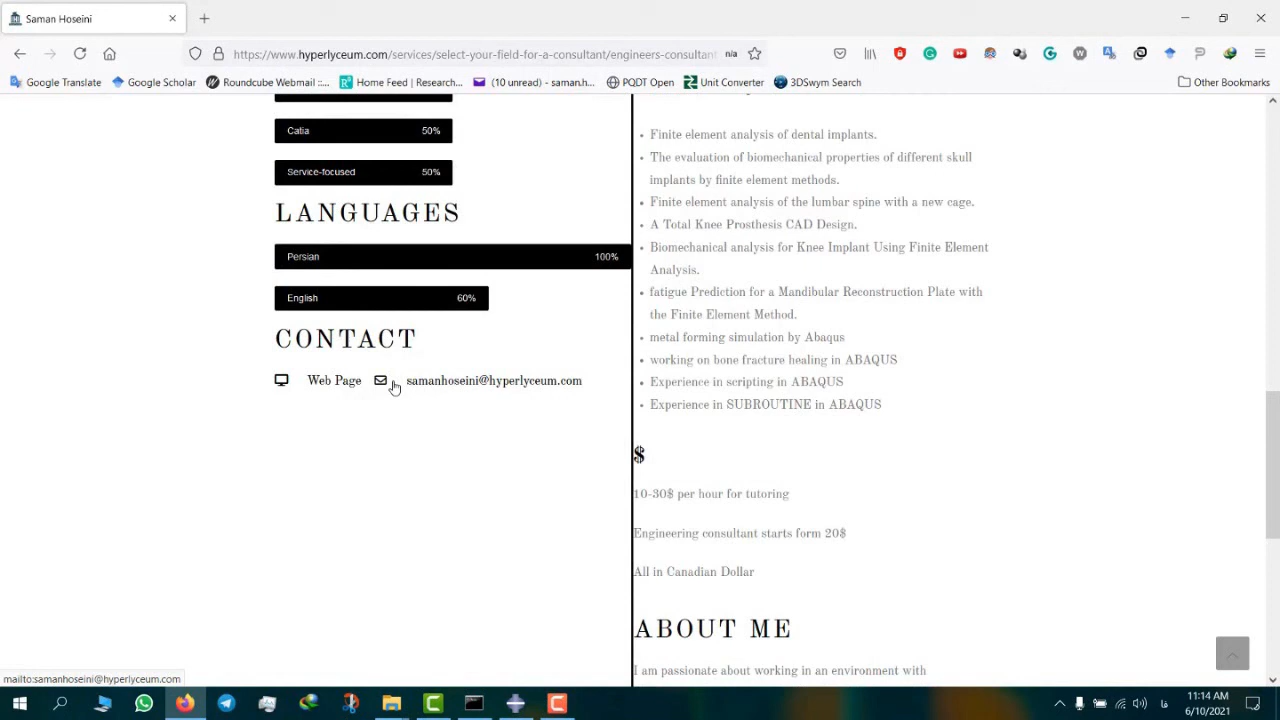 Saman Hoseini
https://www.hyperlyceum.com/services/select-your-field-for-a-consultant/engineers-consultant
n/a
Google Translate
Google Scholar
Roundcube Webmail ::...
Home Feed | Research...
(10 unread) - saman.h...
PQDT Open
Unit Converter
3DSwym Search
Other Bookmarks
Catia 50%
Service-focused 50%
LANGUAGES
Persian 100%
English 60%
CONTACT
Web Page samanhoseini@hyperlyceum.com
• Finite element analysis of dental implants.
• The evaluation of biomechanical properties of different skull
implants by finite element methods.
• Finite element analysis of the lumbar spine with a new cage.
• A Total Knee Prosthesis CAD Design.
• Biomechanical analysis for Knee Implant Using Finite Element
Analysis.
• fatigue Prediction for a Mandibular Reconstruction Plate with
the Finite Element Method.
• metal forming simulation by Abaqus
• working on bone fracture healing in ABAQUS
• Experience in scripting in ABAQUS
• Experience in SUBROUTINE in ABAQUS
$
10-30$ per hour for tutoring
Engineering consultant starts form 20$
All in Canadian Dollar
ABOUT ME
I am passionate about working in an environment with
mailto:samanhoseini@hyperlyceum.com
فا
11:14 AM
6/10/2021